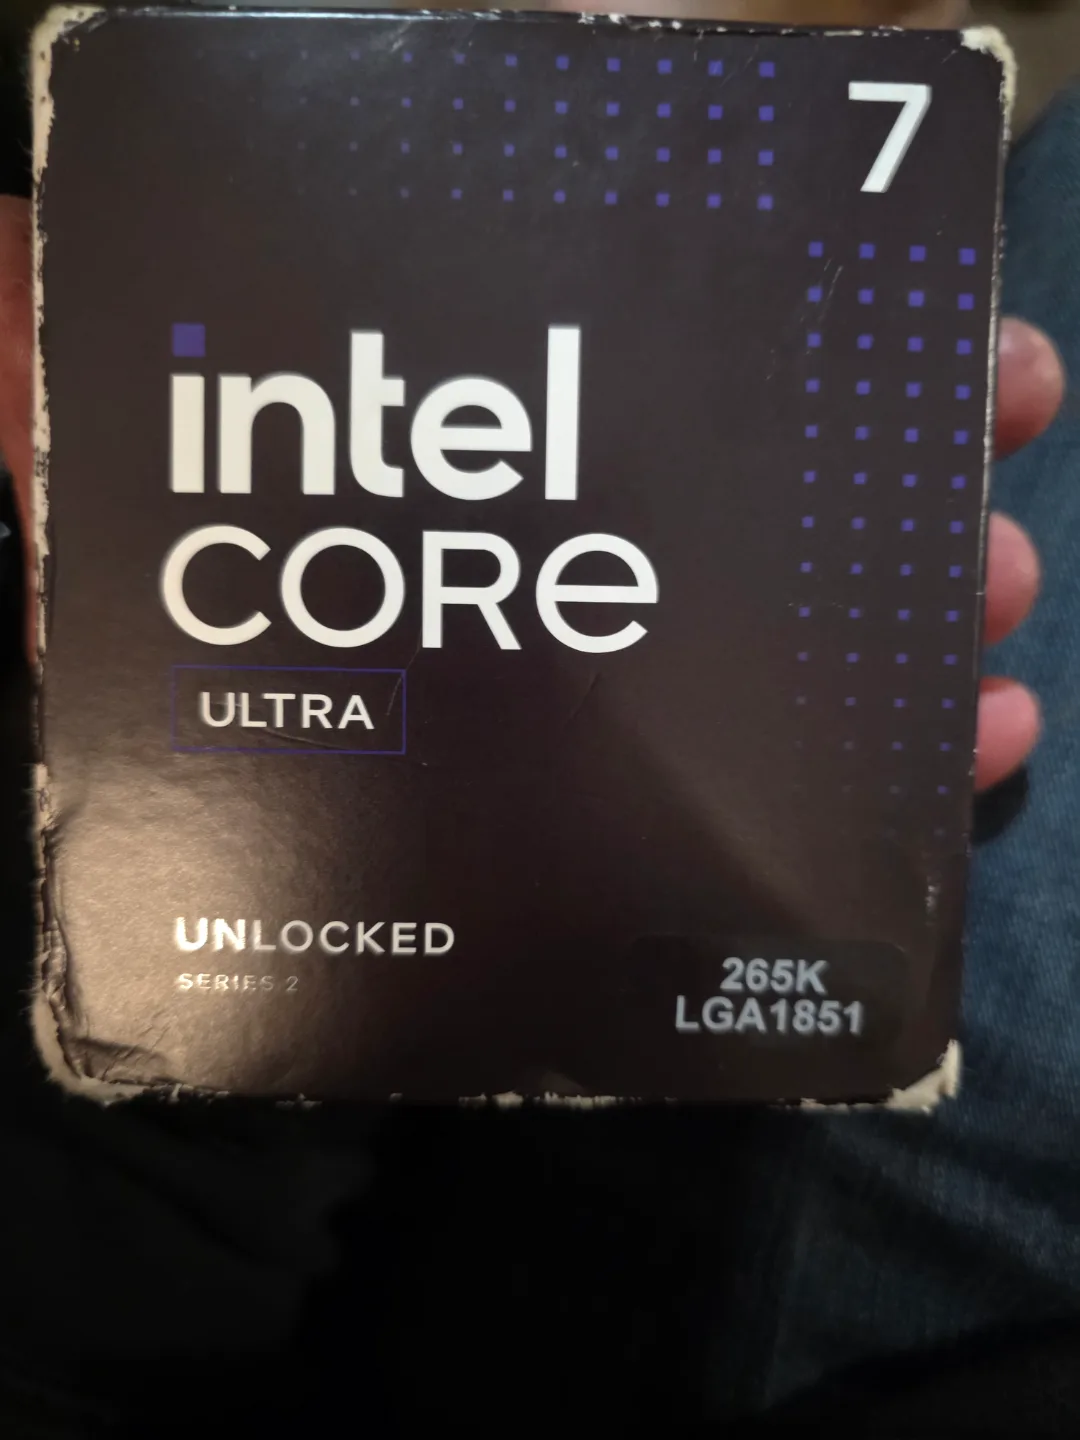 7
intel
CORE
ULTRA
UNLOCKED
SERIES 2
265K
LGA1851